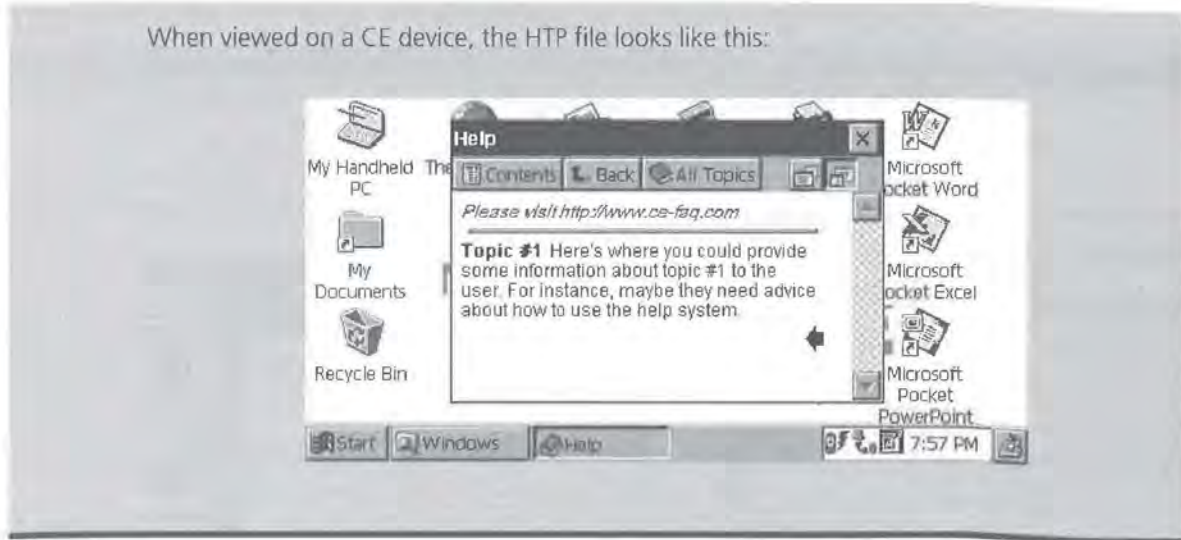 When viewed on a CE device, the HTP file looks like this:
My Handheld
PC
The
Help
Contents
Back
All Topics
Microsoft
ocket Word
Please visit http://www.ce-faq.com
Topic #1 Here's where you could provide
some information about topic #1 to the
user. For instance, maybe they need advice
about how to use the help system.
My
Documents
Microsoft
ocket Excel
Recycle Bin
Microsoft
Pocket
PowerPoint
Start
Windows
Help
7:57 PM